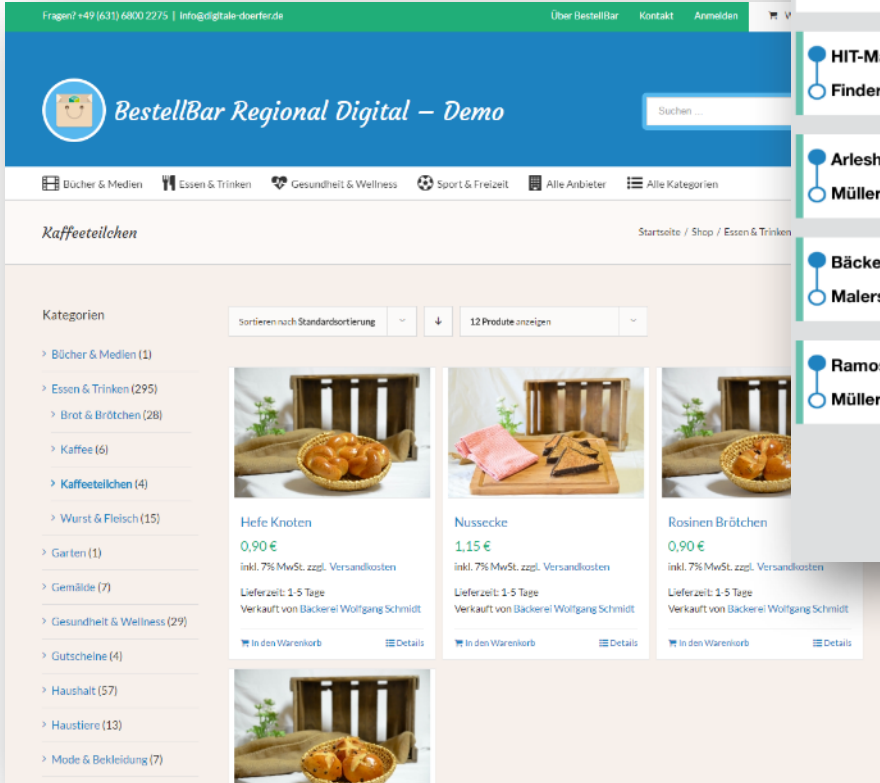 Fragen? +49 (631) 6800 2275 | info@digitale-doerfer.de
Über BestellBar Kontakt Anmelden W
BestellBar Regional Digital – Demo
Suchen ...
Bücher & Medien Essen & Trinken Gesundheit & Wellness Sport & Freizeit Alle Anbieter Alle Kategorien
Kaffeeteilchen
Startseite / Shop / Essen & Trinken
Kategorien
Sortieren nach Standardsortierung
12 Produte anzeigen
> Bücher & Medien (1)
> Essen & Trinken (295)
> Brot & Brötchen (28)
> Kaffee (6)
> Kaffeeteilchen (4)
> Wurst & Fleisch (15)
> Garten (1)
> Gemälde (7)
> Gesundheit & Wellness (29)
> Gutscheine (4)
> Haushalt (57)
> Haustiere (13)
> Mode & Bekleidung (7)
Hefe Knoten
0,90 €
inkl. 7% MwSt. zzgl. Versandkosten
Lieferzeit: 1-5 Tage
Verkauft von Bäckerei Wolfgang Schmidt
In den Warenkorb Details
Nussecke
1,15 €
inkl. 7% MwSt. zzgl. Versandkosten
Lieferzeit: 1-5 Tage
Verkauft von Bäckerei Wolfgang Schmidt
In den Warenkorb Details
Rosinen Brötchen
0,90 €
inkl. 7% MwSt. zzgl. Versandkosten
Lieferzeit: 1-5 Tage
Verkauft von Bäckerei Wolfgang Schmidt
In den Warenkorb Details
HIT-Ma
Finder
Arlesh
Müller
Bäcke
Malers
Ramos
Müller